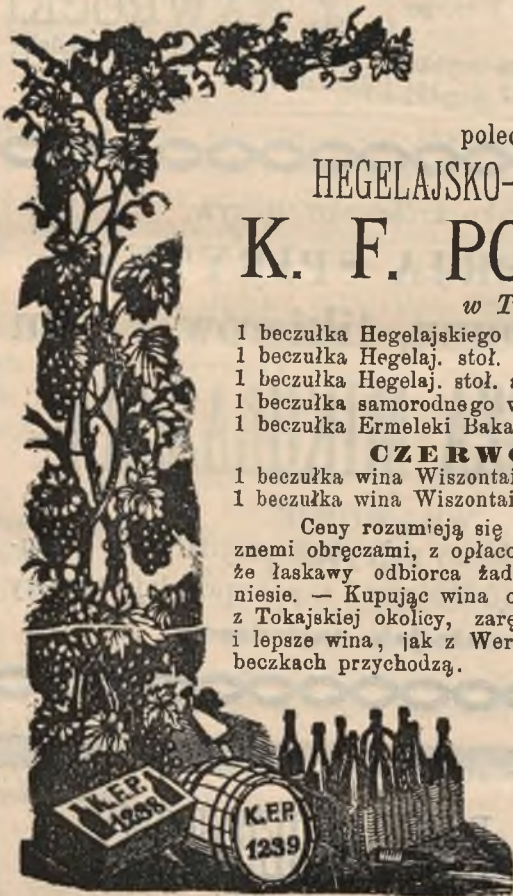 polec
HEGELAJSKO-
K. F. PO
w T
1 beczułka Hegelajskiego
1 beczułka Hegelaj. stoł.
1 beczułka Hegelaj. stoł. s
1 beczułka samorodnego w
1 beczułka Ermeleki Baka
CZERWO
1 beczułka wina Wiszontai
1 beczułka wina Wiszontai
Ceny rozumieją się
znemi obręczami, z opłaco
że łaskawy odbiorca żad
niesie. — Kupując wina o
z Tokajskiej okolicy, zarę
i lepsze wina, jak z Wer
beczkach przychodzą.
K.F.P.
1238
K.F.P.
1239